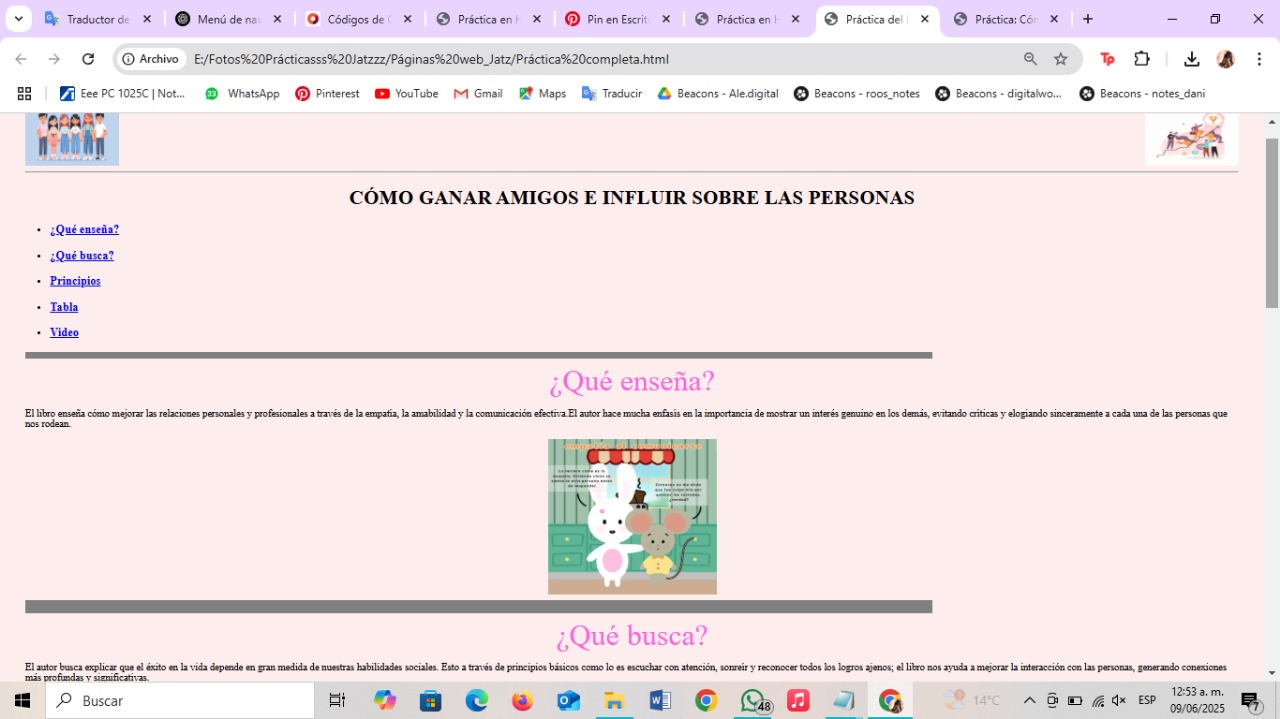 Traductor de
Menú de nav
Códigos de C
Práctica en H
Pin en Escrito
Práctica en H
Práctica del
Práctica: Cón
Archivo
E:/Fotos%20Prácticasss%20Jatzzz/Páginas%20web_Jatz/Práctica%20completa.html
Eee PC 1025C | Not...
WhatsApp
Pinterest
YouTube
Gmail
Maps
Traducir
Beacons - Ale.digital
Beacons - roos_notes
Beacons - digitalwo...
Beacons - notes_dani
CÓMO GANAR AMIGOS E INFLUIR SOBRE LAS PERSONAS
¿Qué enseña?
¿Qué busca?
Principios
Tabla
Video
¿Qué enseña?
El libro enseña cómo mejorar las relaciones personales y profesionales a través de la empatía, la amabilidad y la comunicación efectiva.El autor hace mucha enfasis en la importancia de mostrar un interés genuino en los demás, evitando criticas y elogiando sinceramente a cada una de las personas que
nos rodean.
¿Qué busca?
El autor busca explicar que el éxito en la vida depende en gran medida de nuestras habilidades sociales. Esto a través de principios básicos como lo es escuchar con atención, sonreir y reconocer todos los logros ajenos; el libro nos ayuda a mejorar la interacción con las personas, generando conexiones
más profundas y significativas.
Buscar
48
14°C
ESP
12:53 a. m.
09/06/2025
7